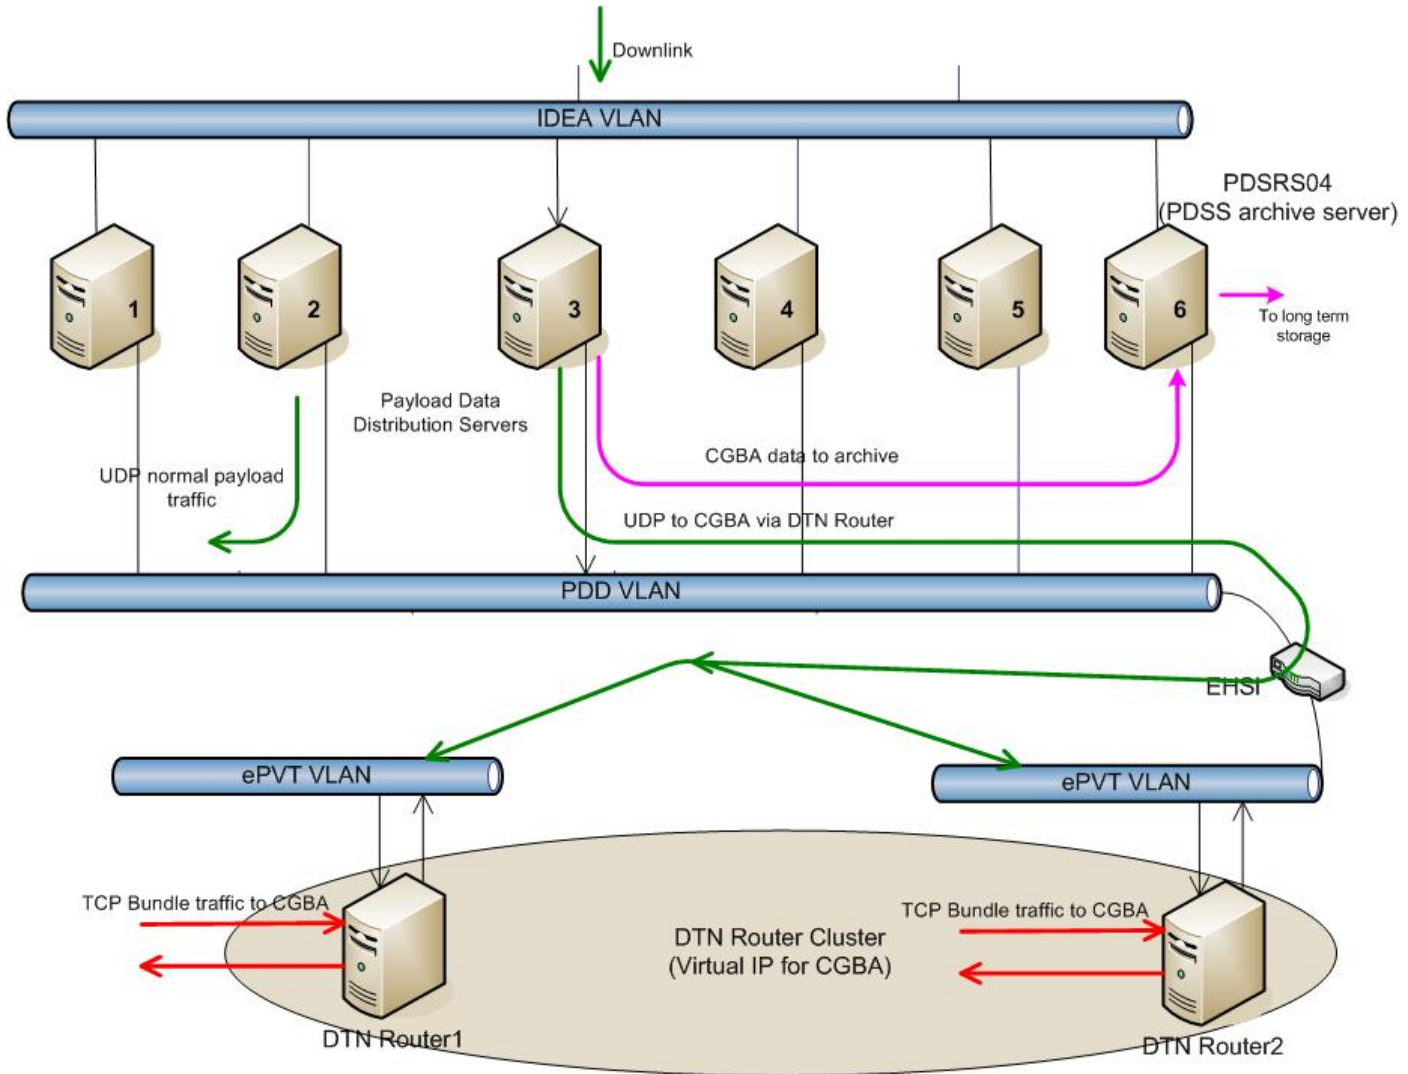 Downlink
IDEA VLAN
PDSRS04
(PDSS archive server)
1
2
3
4
5
6
To long term
storage
Payload Data
Distribution Servers
UDP normal payload
traffic
CGBA data to archive
UDP to CGBA via DTN Router
PDD VLAN
EHSI
ePVT VLAN
ePVT VLAN
TCP Bundle traffic to CGBA
TCP Bundle traffic to CGBA
DTN Router Cluster
(Virtual IP for CGBA)
DTN Router1
DTN Router2